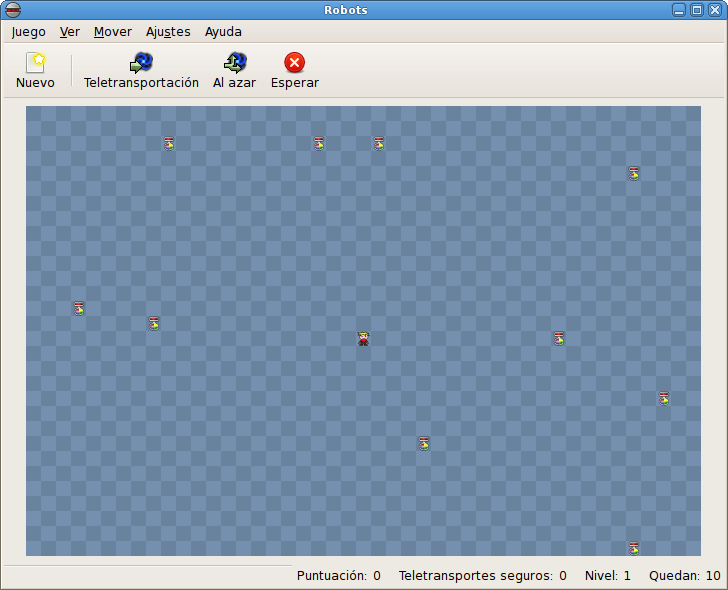 Robots
Juego Ver Mover Ajustes Ayuda
Nuevo Teletransportación Al azar Esperar
Puntuación: 0 Teletransportes seguros: 0 Nivel: 1 Quedan: 10